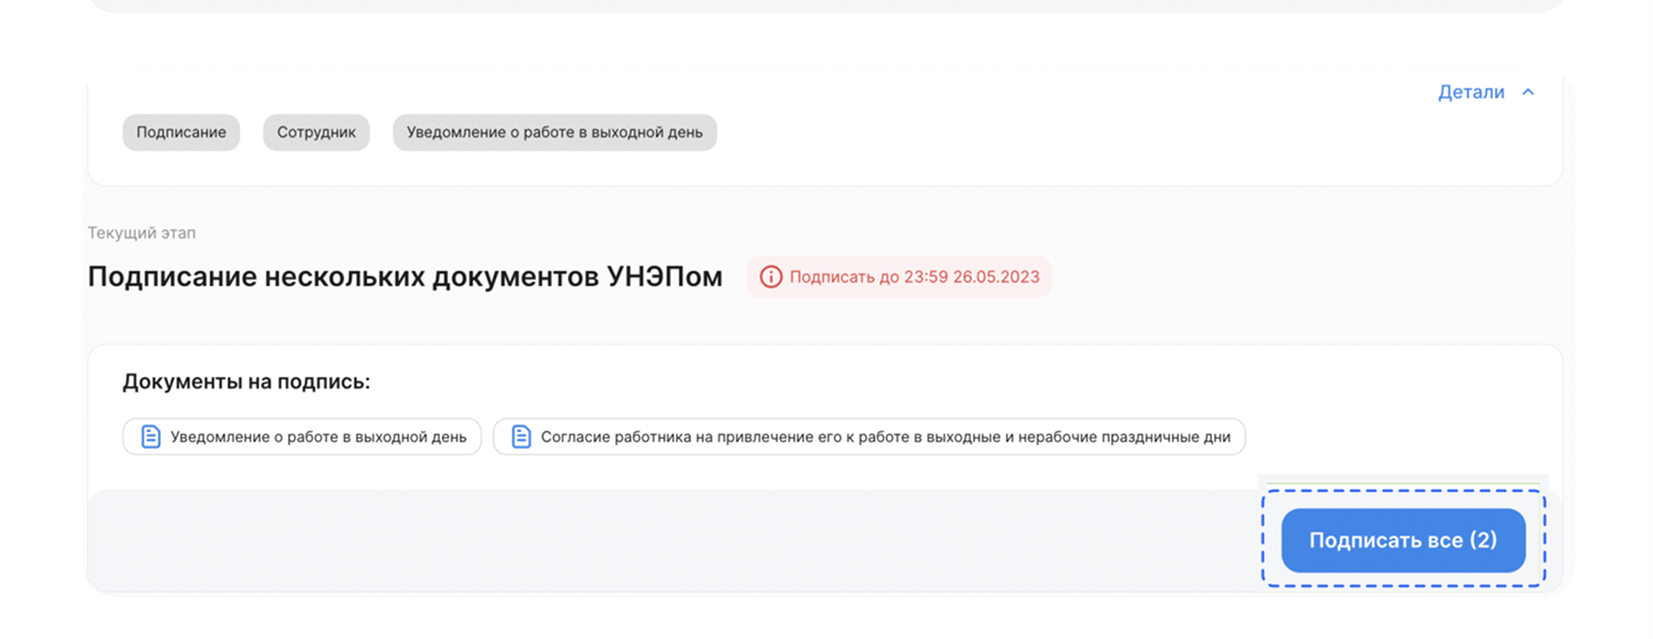 Детали
Подписание Сотрудник Уведомление о работе в выходной день
Текущий этап
Подписание нескольких документов УНЭПом Подписать до 23:59 26.05.2023
Документы на подпись:
Уведомление о работе в выходной день Согласие работника на привлечение его к работе в выходные и нерабочие праздничные дни
Подписать все (2)